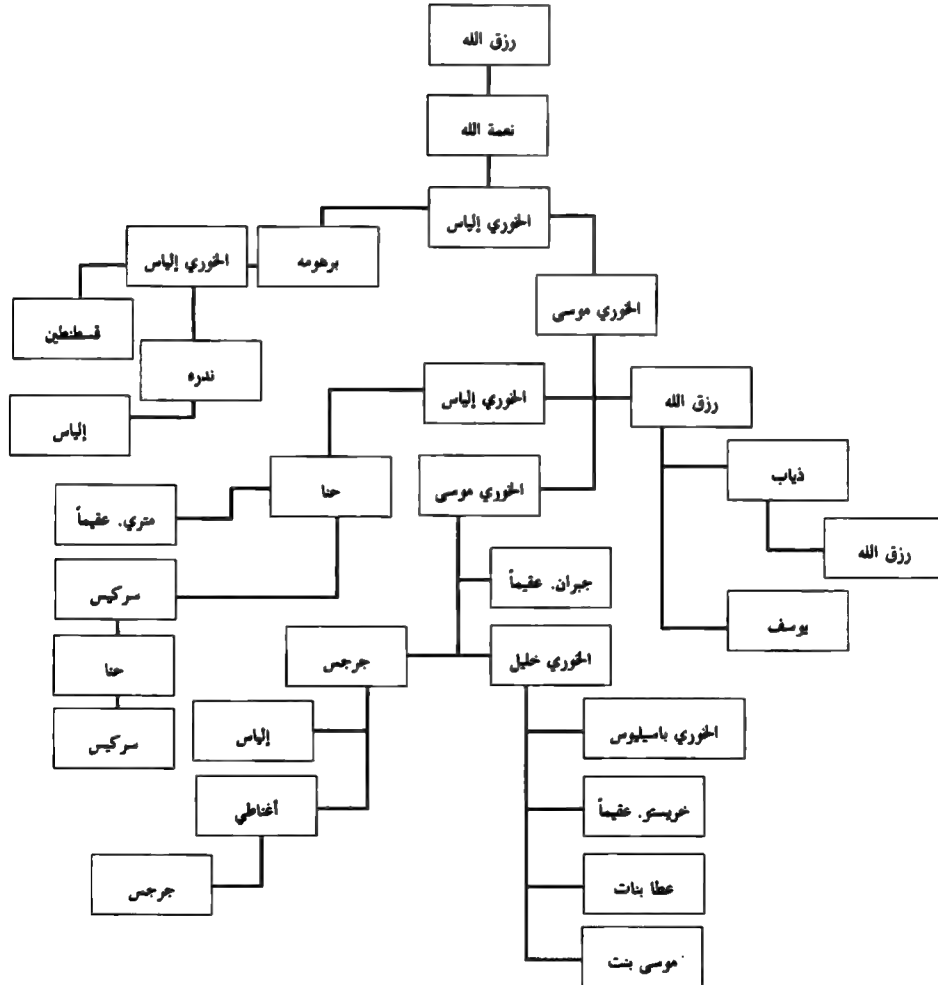 رزق الله
نعمة الله
الخوري إلياس
برهومه
الخوري إلياس
قسطنطين
ندره
إلياس
الخوري موسى
الخوري إلياس
رزق الله
ذياب
رزق الله
يوسف
حنا
الخوري موسى
متري. عقيماً
سركيس
حنا
سركيس
جبران. عقيماً
جرجس
الخوري خليل
إلياس
أغناطي
جرجس
الخوري باسيليوس
خريستو. عقيماً
عطا بنات
موسى بنت